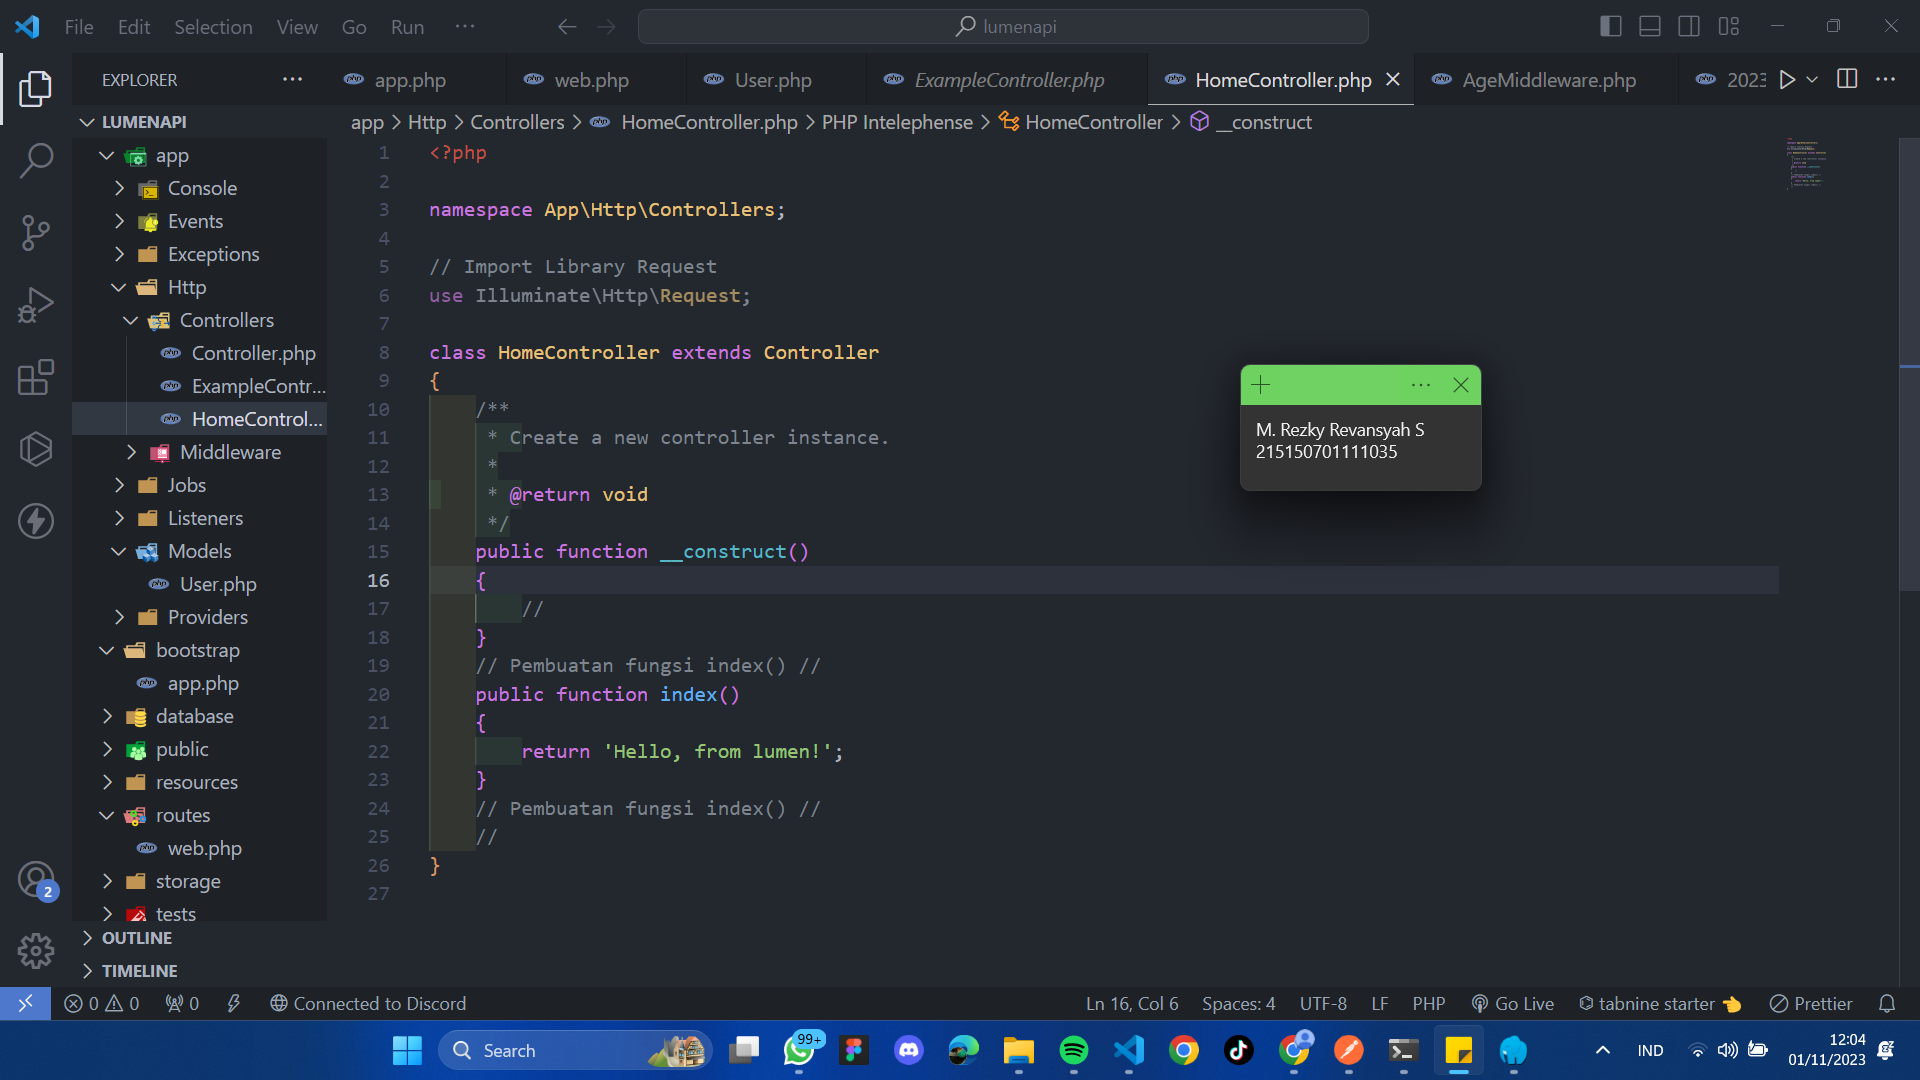 File Edit Selection View Go Run ··· lumenapi
EXPLORER ···
app.php web.php User.php ExampleController.php HomeController.php AgeMiddleware.php 2023 ···
app > Http > Controllers > HomeController.php > PHP Intelephense > HomeController > __construct
LUMENAPI
app
Console
Events
Exceptions
Http
Controllers
Controller.php
ExampleContr...
HomeControl...
Middleware
Jobs
Listeners
Models
User.php
Providers
bootstrap
app.php
database
public
resources
routes
web.php
storage
tests
OUTLINE
TIMELINE
1 <?php
2
3 namespace App\Http\Controllers;
4
5 // Import Library Request
6 use Illuminate\Http\Request;
7
8 class HomeController extends Controller
9 {
10 /**
11 * Create a new controller instance.
12 *
13 * @return void
14 */
15 public function __construct()
16 {
17 //
18 }
19 // Pembuatan fungsi index() //
20 public function index()
21 {
22 return 'Hello, from lumen!';
23 }
24 // Pembuatan fungsi index() //
25 //
26 }
27
M. Rezky Revansyah S
215150701111035
2
0 0 0 Connected to Discord Ln 16, Col 6 Spaces: 4 UTF-8 LF PHP Go Live tabnine starter 👈 Prettier
Search 99+ IND 12:04
01/11/2023